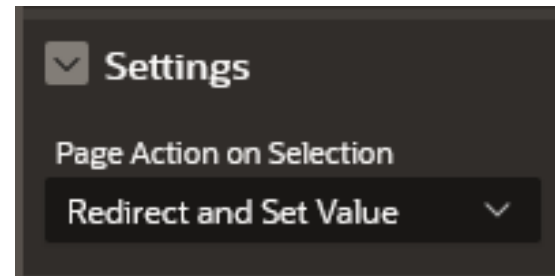 Settings
Page Action on Selection
Redirect and Set Value